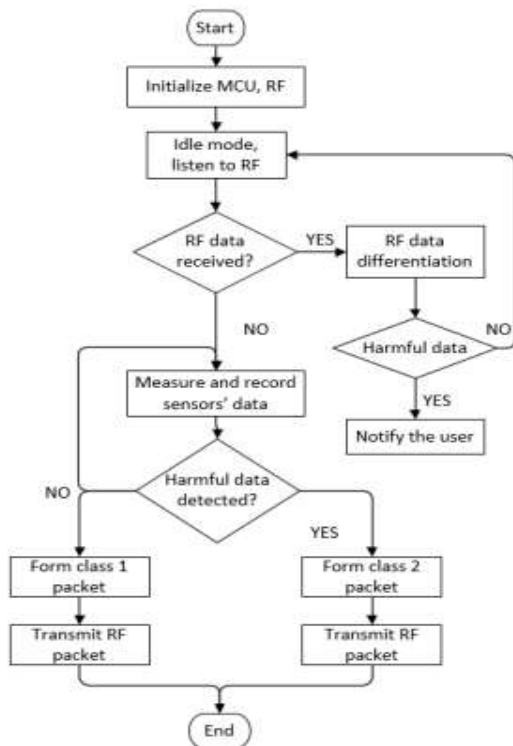 Start
Initialize MCU, RF
Idle mode,
listen to RF
RF data
received?
YES
RF data
differentiation
NO
Harmful data
NO
YES
Notify the user
Measure and record
sensors' data
Harmful data
detected?
NO
YES
Form class 1
packet
Form class 2
packet
Transmit RF
packet
Transmit RF
packet
End